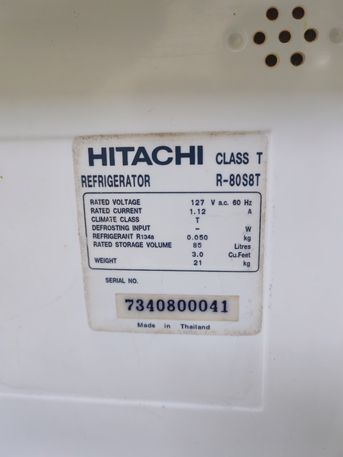 HITACHI CLASS T
REFRIGERATOR R-80S8T
RATED VOLTAGE 127 V a.c. 60 Hz
RATED CURRENT 1.12 A
CLIMATE CLASS T
DEFROSTING INPUT - W
REFRIGERANT R134a 0.050 kg
RATED STORAGE VOLUME 85 Litres
3.0 Cu.Feet
WEIGHT 21 kg
SERIAL NO.
7340800041
Made in Thailand